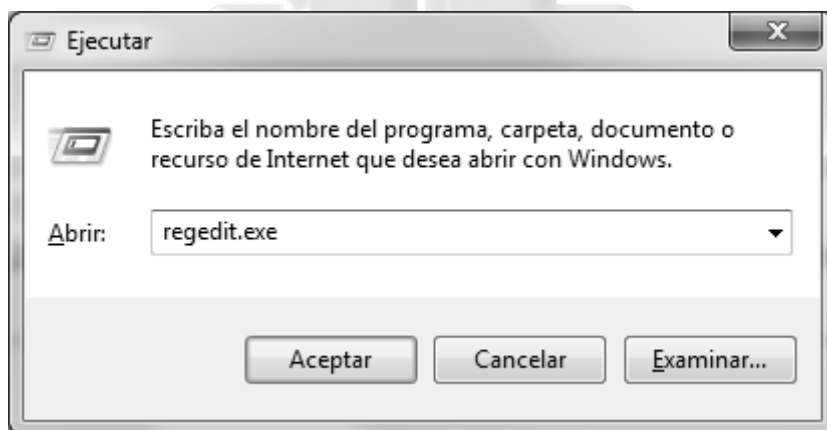 Ejecutar
Escriba el nombre del programa, carpeta, documento o
recurso de Internet que desea abrir con Windows.
Abrir: regedit.exe
Aceptar Cancelar Examinar...